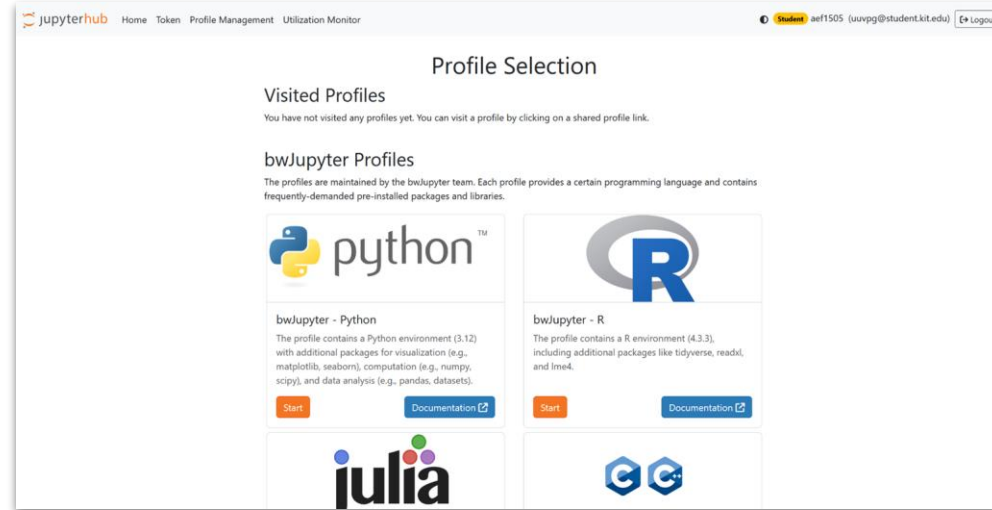 jupyterhub Home Token Profile Management Utilization Monitor Student aef1505 (uuvpg@student.kit.edu) Logou
Profile Selection
Visited Profiles
You have not visited any profiles yet. You can visit a profile by clicking on a shared profile link.
bwJupyter Profiles
The profiles are maintained by the bwJupyter team. Each profile provides a certain programming language and contains
frequently-demanded pre-installed packages and libraries.
python™
bwJupyter - Python
The profile contains a Python environment (3.12)
with additional packages for visualization (e.g.,
matplotlib, seaborn), computation (e.g., numpy,
scipy), and data analysis (e.g., pandas, datasets).
Start Documentation
R
bwJupyter - R
The profile contains a R environment (4.3.3),
including additional packages like tidyverse, readxl,
and lme4.
Start Documentation
julia
C C++